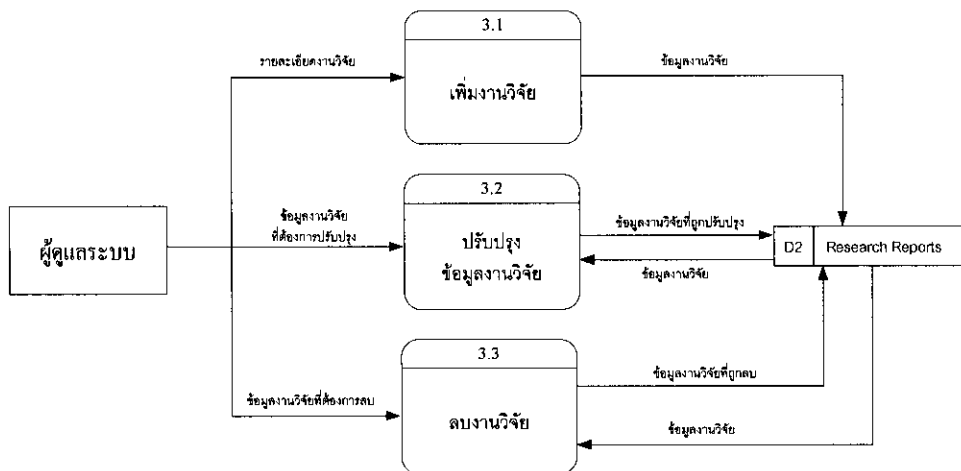 3.1
รายละเอียดงานวิจัย
ข้อมูลงานวิจัย
เพิ่มงานวิจัย
3.2
ข้อมูลงานวิจัย
ที่ต้องการปรับปรุง
ข้อมูลงานวิจัยที่ถูกปรับปรุง
ผู้ดูแลระบบ
ปรับปรุง
ข้อมูลงานวิจัย
D2
Research Reports
ข้อมูลงานวิจัย
3.3
ข้อมูลงานวิจัยที่ถูกลบ
ข้อมูลงานวิจัยที่ต้องการลบ
ลบงานวิจัย
ข้อมูลงานวิจัย